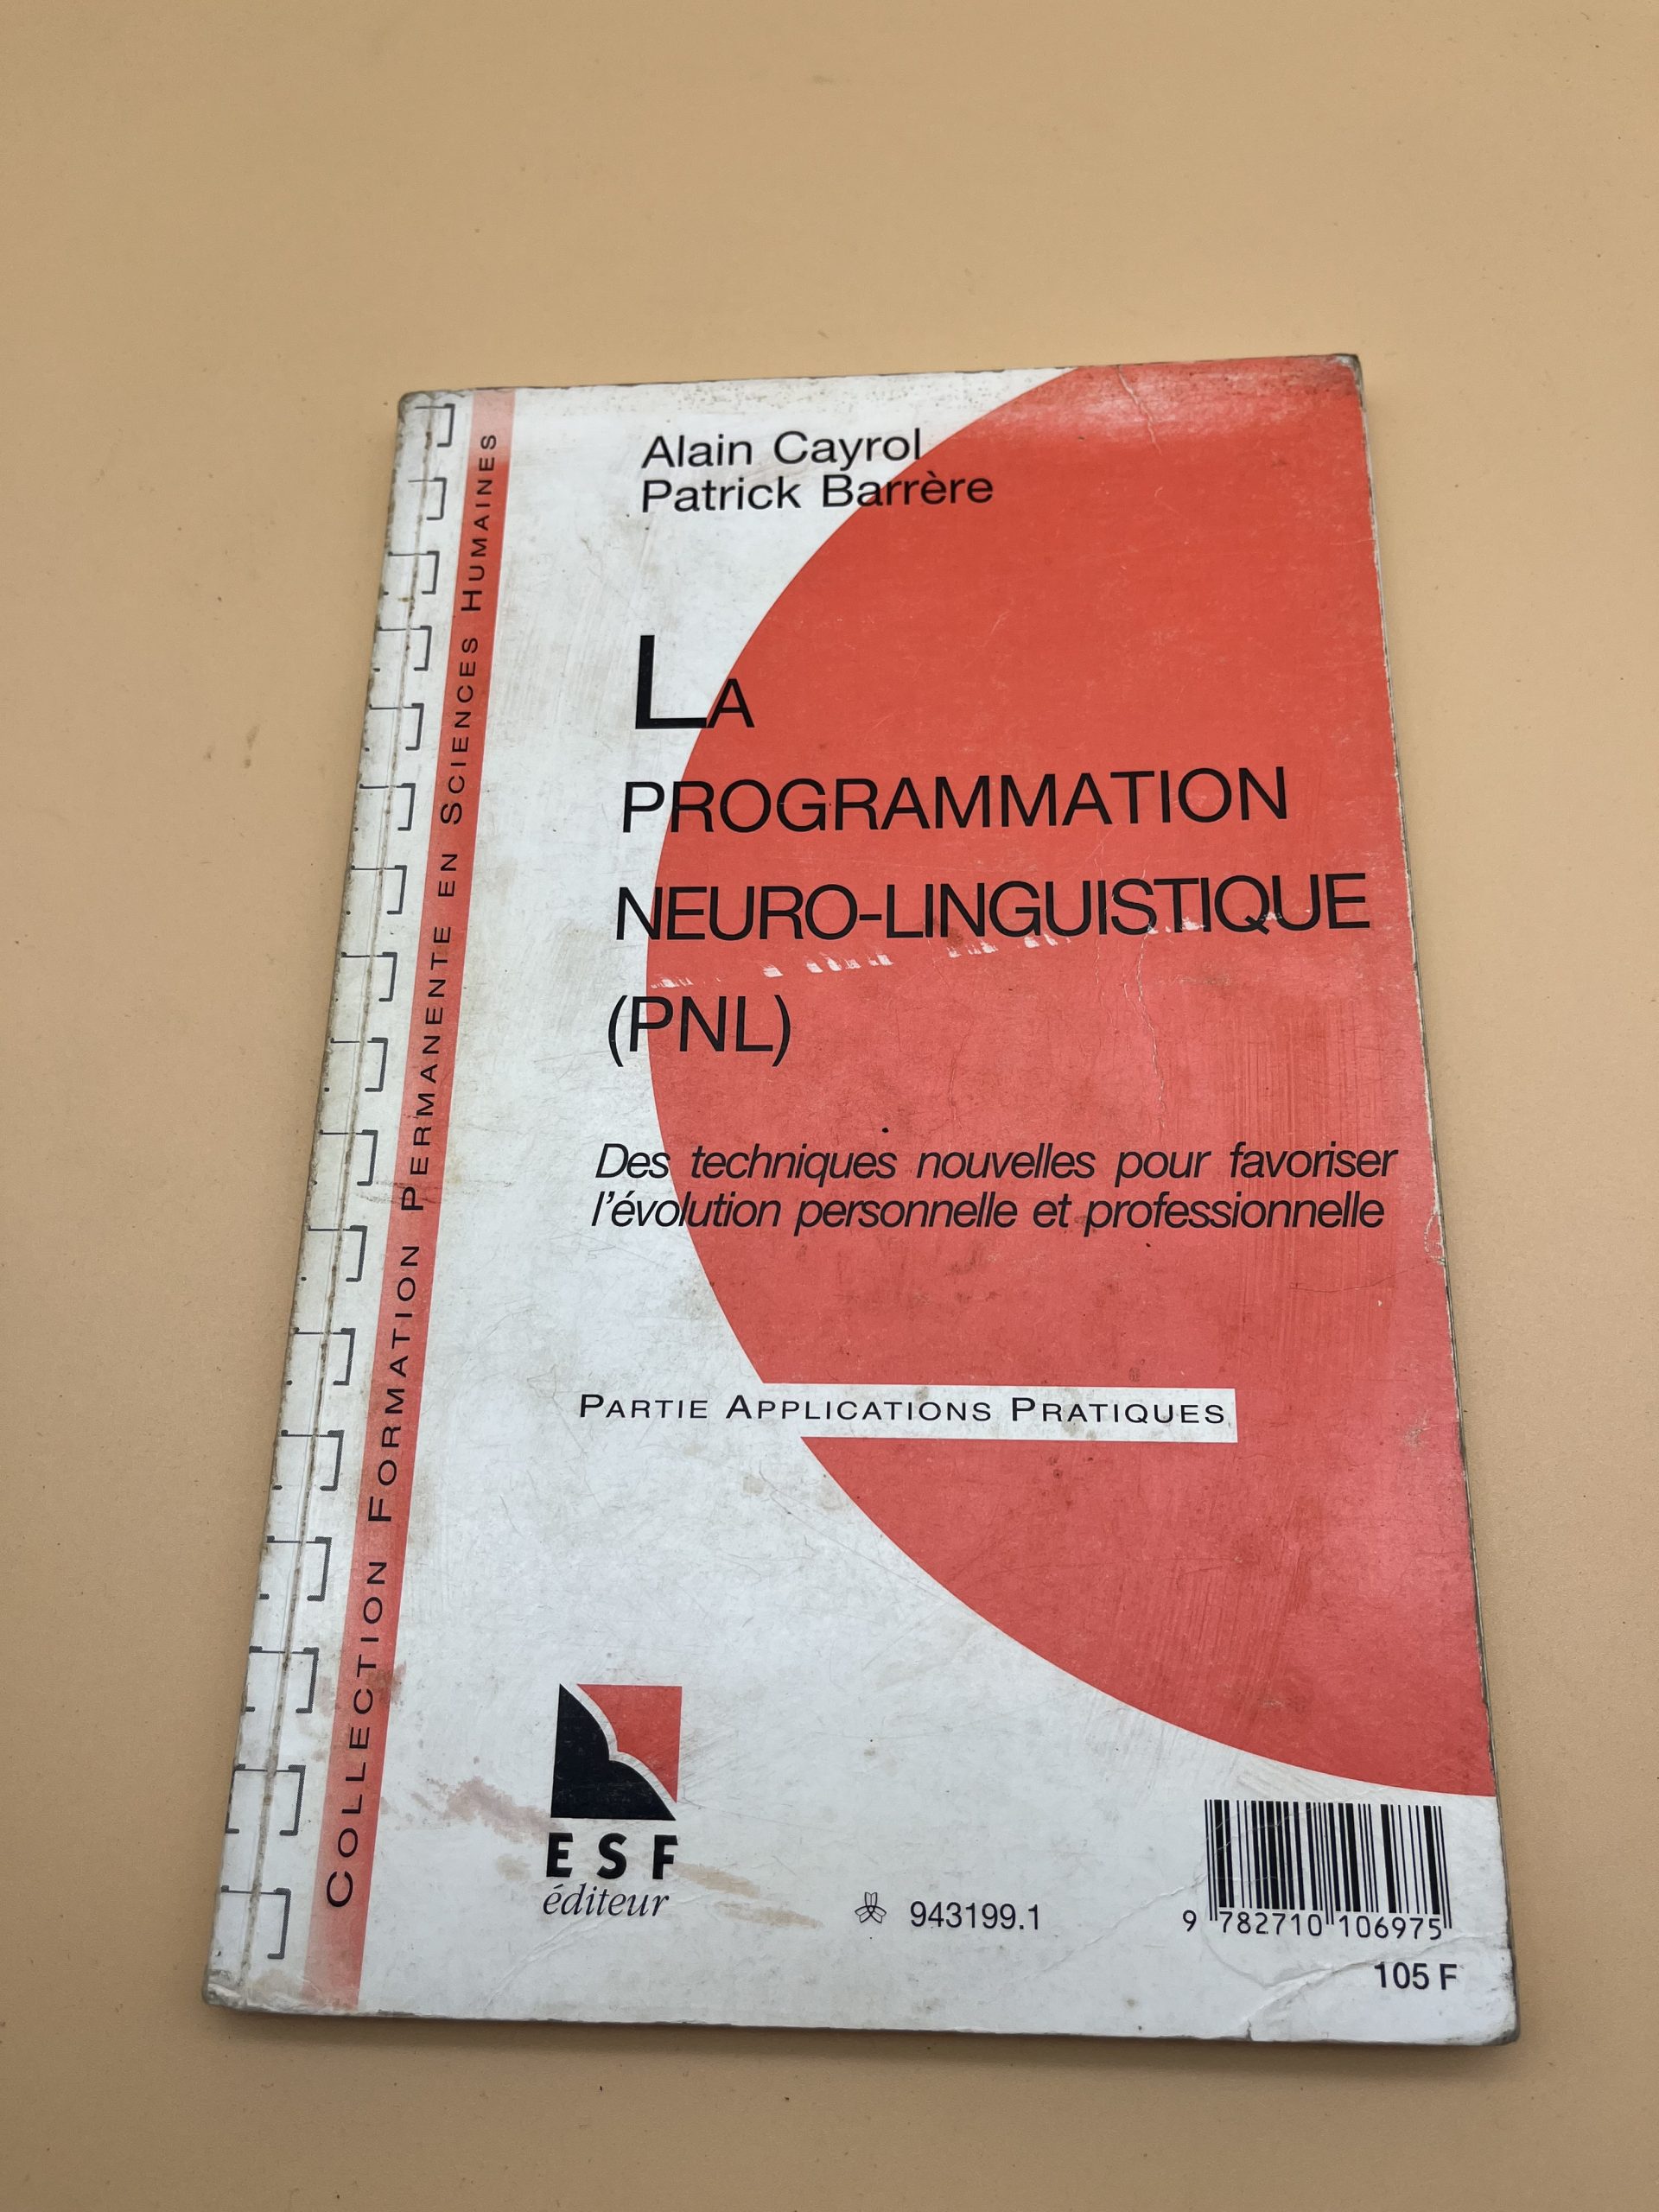 Alain Cayrol
Patrick Barrère
LA
PROGRAMMATION
NEURO-LINGUISTIQUE
(PNL)
Des techniques nouvelles pour favoriser
l'évolution personnelle et professionnelle
PARTIE APPLICATIONS PRATIQUES
COLLECTION FORMATION PERMANENTE EN SCIENCES HUMAINES
ESF
éditeur
943199.1
9 782710 106975
105 F